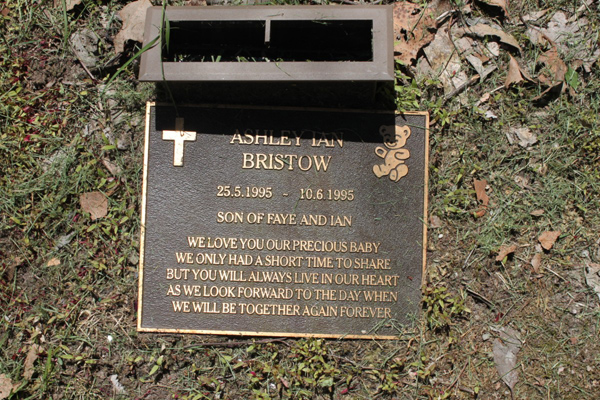 ASHLEY IAN
BRISTOW
25.5.1995 - 10.6.1995
SON OF FAYE AND IAN
WE LOVE YOU OUR PRECIOUS BABY
WE ONLY HAD A SHORT TIME TO SHARE
BUT YOU WILL ALWAYS LIVE IN OUR HEART
AS WE LOOK FORWARD TO THE DAY WHEN
WE WILL BE TOGETHER AGAIN FOREVER